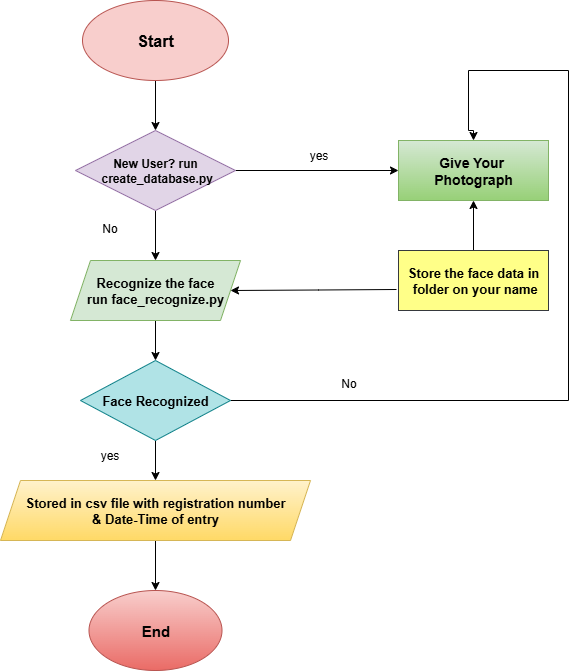 Start
New User? run
create_database.py
yes
Give Your
Photograph
No
Recognize the face
run face_recognize.py
Store the face data in
folder on your name
Face Recognized
No
yes
Stored in csv file with registration number
& Date-Time of entry
End